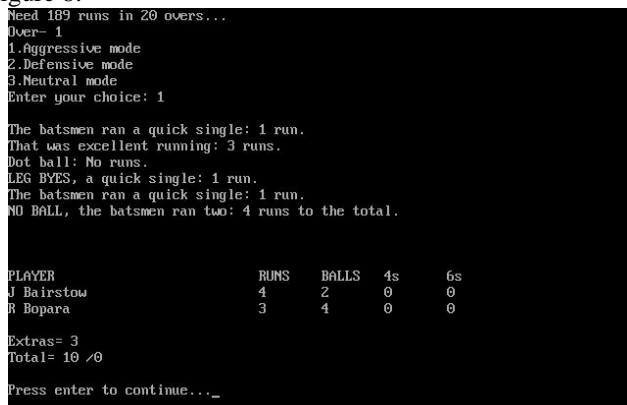 Need 189 runs in 20 overs...
Over- 1
1.Aggressive mode
2.Defensive mode
3.Neutral mode
Enter your choice: 1
The batsmen ran a quick single: 1 run.
That was excellent running: 3 runs.
Dot ball: No runs.
LEG BYES, a quick single: 1 run.
The batsmen ran a quick single: 1 run.
NO BALL, the batsmen ran two: 4 runs to the total.
PLAYER RUNS BALLS 4s 6s
J Bairstow 4 2 0 0
R Bopara 3 4 0 0
Extras= 3
Total= 10 /0
Press enter to continue..._